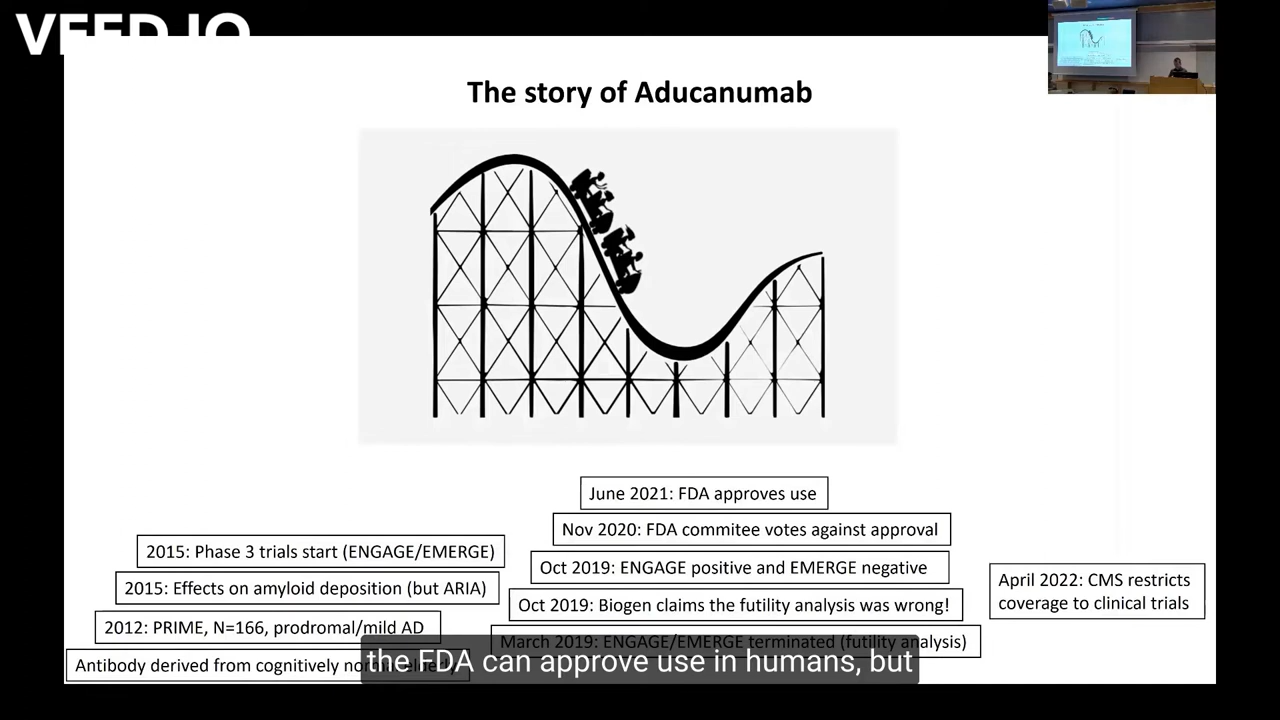 VEED.IO
The story of Aducanumab
June 2021: FDA approves use
Nov 2020: FDA commitee votes against approval
2015: Phase 3 trials start (ENGAGE/EMERGE)
Oct 2019: ENGAGE positive and EMERGE negative
April 2022: CMS restricts
coverage to clinical trials
2015: Effects on amyloid deposition (but ARIA)
Oct 2019: Biogen claims the futility analysis was wrong!
2012: PRIME, N=166, prodromal/mild AD
March 2019: ENGAGE/EMERGE terminated (futility analysis)
Antibody derived from cognitively normal elderly
the FDA can approve use in humans, but